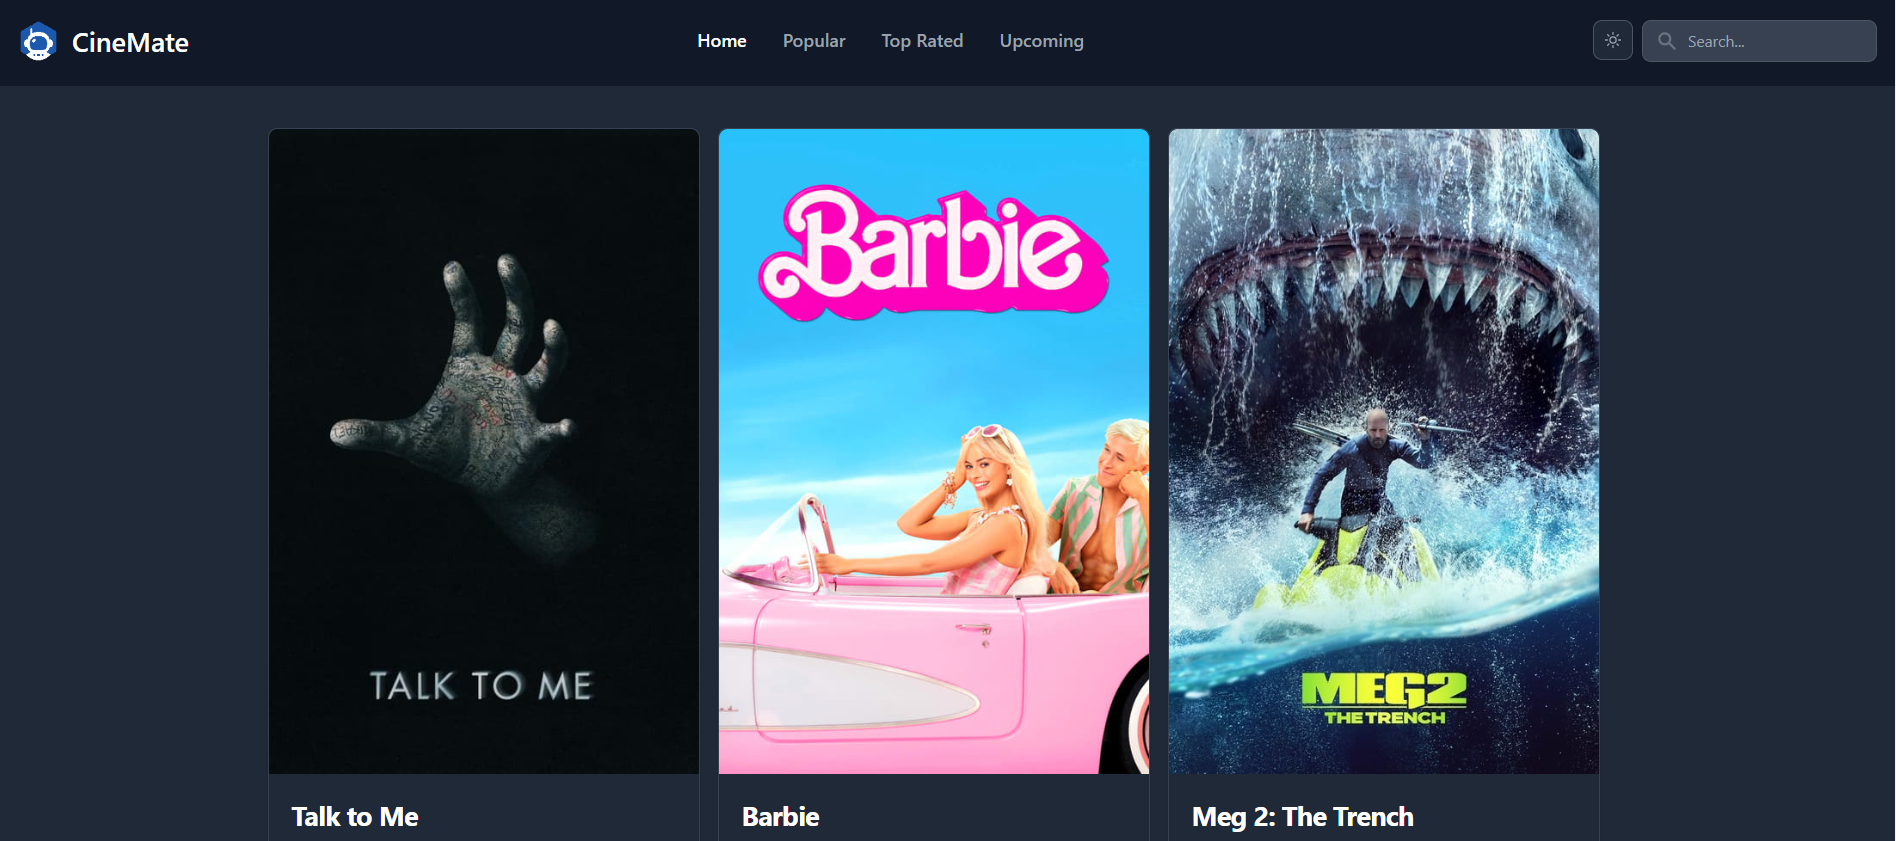 CineMate
Home Popular Top Rated Upcoming
Search...
TALK TO ME
Barbie
MEG2
THE TRENCH
Talk to Me
Barbie
Meg 2: The Trench